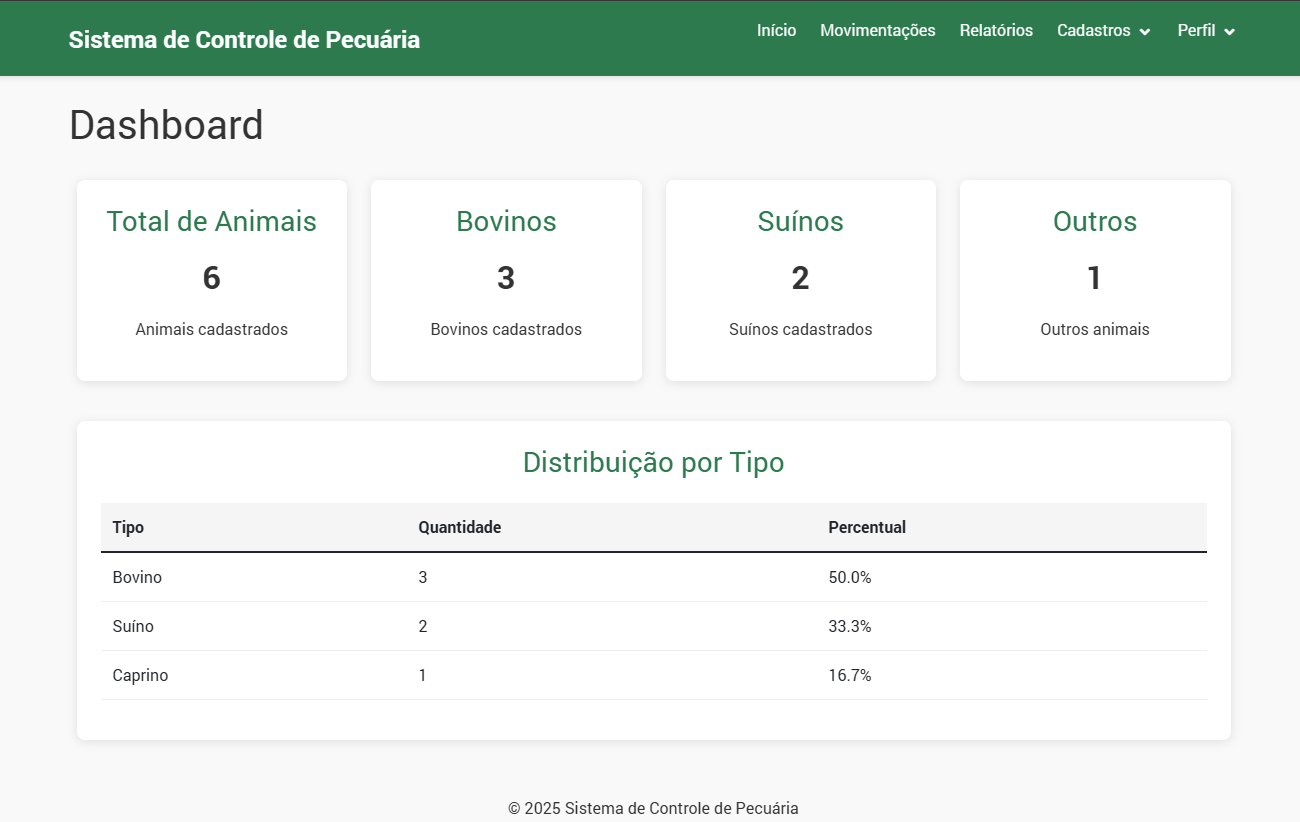 Sistema de Controle de Pecuária
Início Movimentações Relatórios Cadastros Perfil
Dashboard
Total de Animais
6
Animais cadastrados
Bovinos
3
Bovinos cadastrados
Suínos
2
Suínos cadastrados
Outros
1
Outros animais
Distribuição por Tipo
Tipo Quantidade Percentual
Bovino 3 50.0%
Suíno 2 33.3%
Caprino 1 16.7%
© 2025 Sistema de Controle de Pecuária